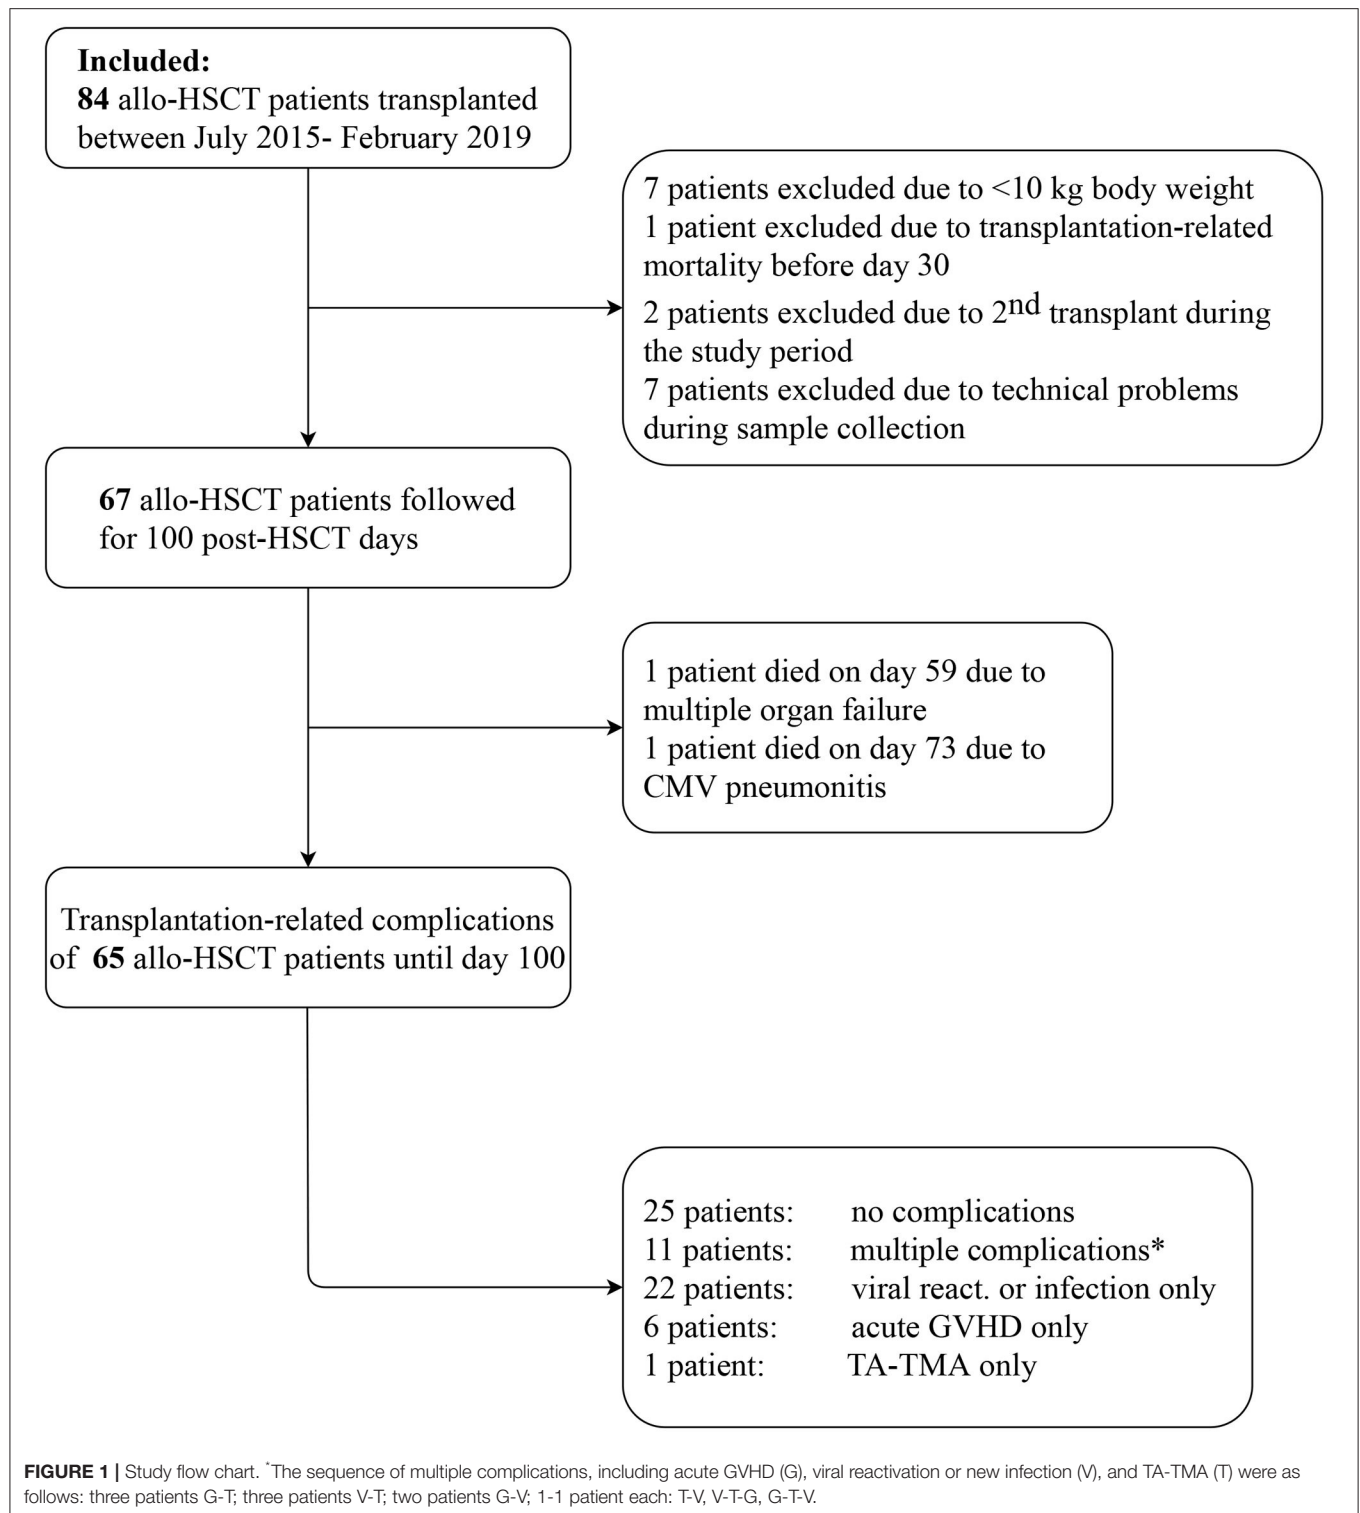 Included:
84 allo-HSCT patients transplanted
between July 2015- February 2019
7 patients excluded due to <10 kg body weight
1 patient excluded due to transplantation-related
mortality before day 30
2 patients excluded due to 2nd transplant during
the study period
7 patients excluded due to technical problems
during sample collection
67 allo-HSCT patients followed
for 100 post-HSCT days
1 patient died on day 59 due to
multiple organ failure
1 patient died on day 73 due to
CMV pneumonitis
Transplantation-related complications
of 65 allo-HSCT patients until day 100
25 patients: no complications
11 patients: multiple complications*
22 patients: viral react. or infection only
6 patients: acute GVHD only
1 patient: TA-TMA only
FIGURE 1 | Study flow chart. *The sequence of multiple complications, including acute GVHD (G), viral reactivation or new infection (V), and TA-TMA (T) were as
follows: three patients G-T; three patients V-T; two patients G-V; 1-1 patient each: T-V, V-T-G, G-T-V.